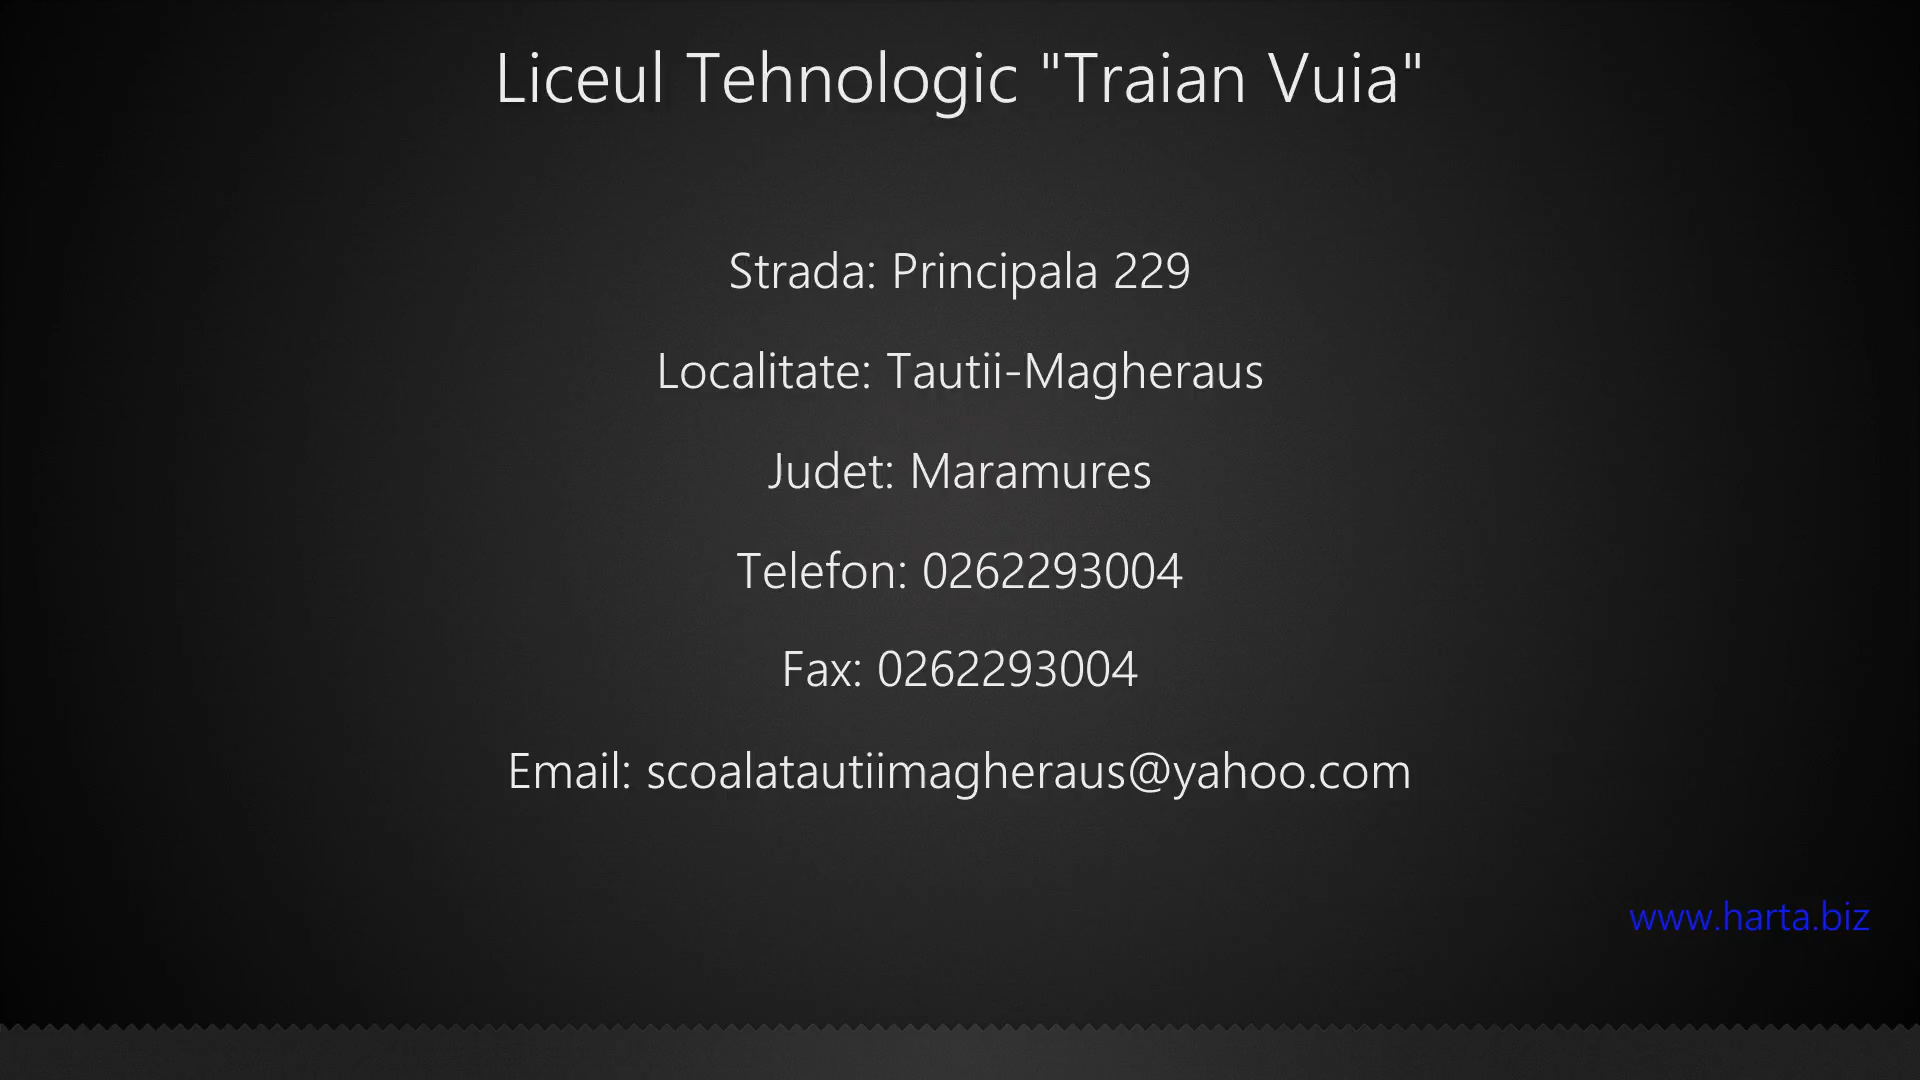 Liceul Tehnologic "Traian Vuia"
Strada: Principala 229
Localitate: Tautii-Magheraus
Judet: Maramures
Telefon: 0262293004
Fax: 0262293004
Email: scoalatautiimagheraus@yahoo.com
www.harta.biz